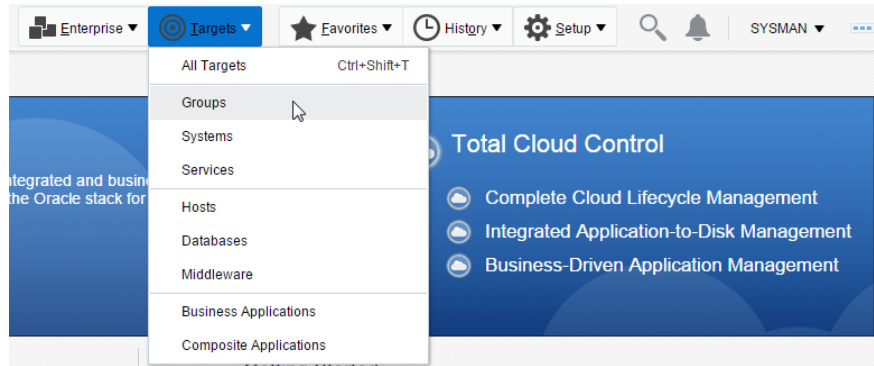 Enterprise Targets Favorites History Setup SYSMAN
All Targets Ctrl+Shift+T
Groups
Systems
Services
Hosts
Databases
Middleware
Business Applications
Composite Applications
ntegrated and busin
he Oracle stack for
Total Cloud Control
Complete Cloud Lifecycle Management
Integrated Application-to-Disk Management
Business-Driven Application Management